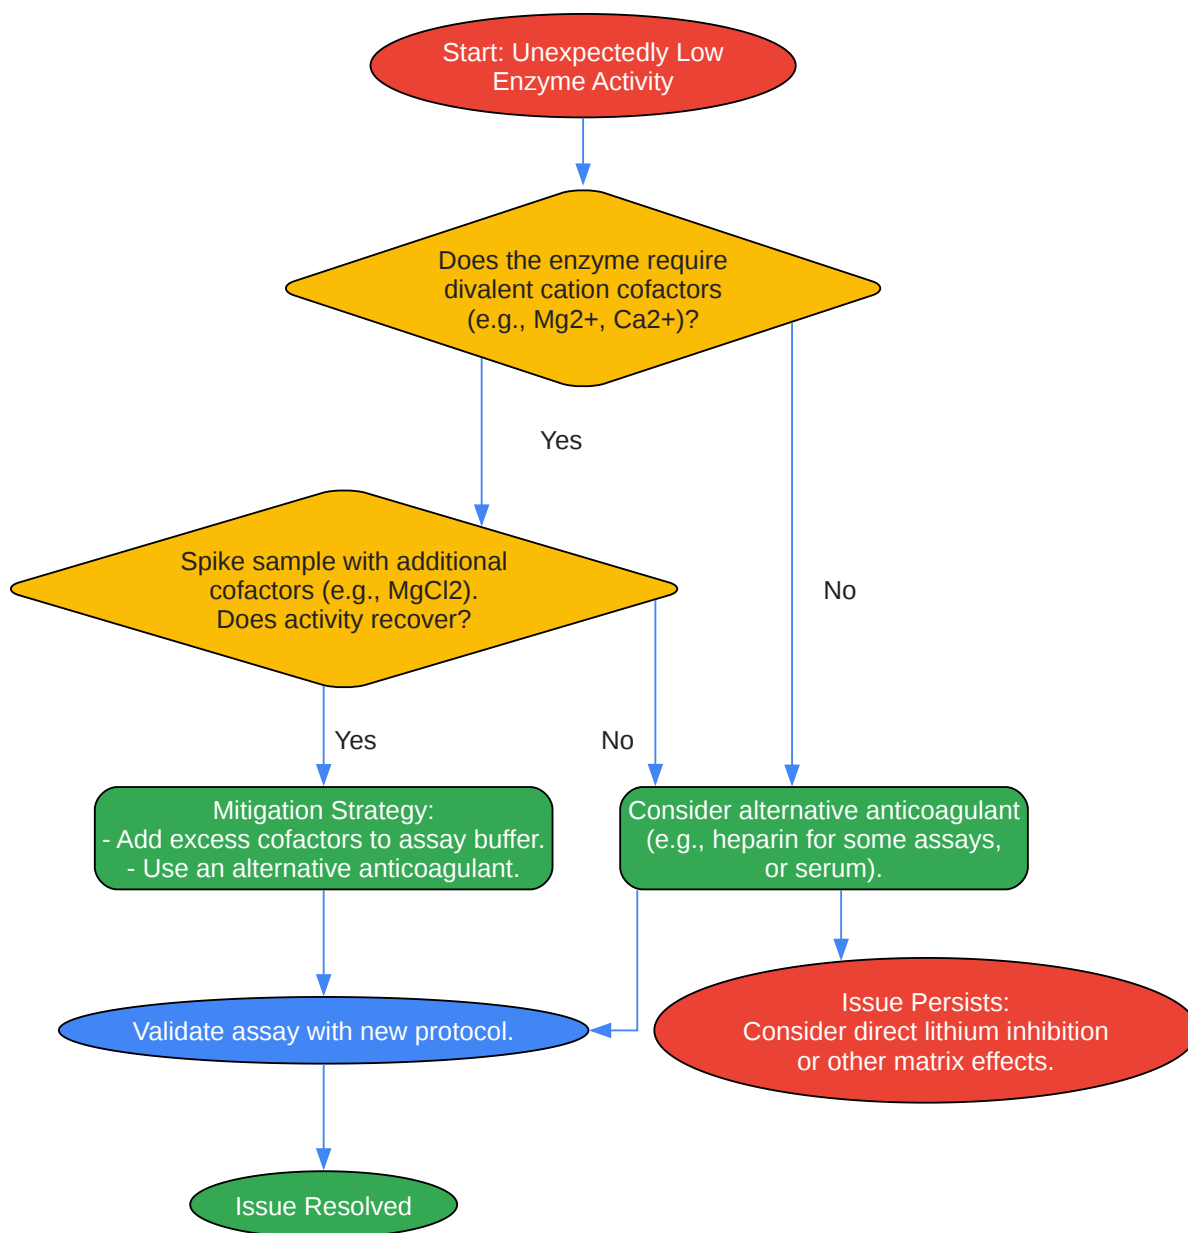 Start: Unexpectedly Low
Enzyme Activity
Does the enzyme require
divalent cation cofactors
(e.g., Mg2+, Ca2+)?
Yes
Spike sample with additional
cofactors (e.g., MgCl2).
Does activity recover?
No
Yes
No
Mitigation Strategy:
- Add excess cofactors to assay buffer.
- Use an alternative anticoagulant.
Consider alternative anticoagulant
(e.g., heparin for some assays,
or serum).
Issue Persists:
Consider direct lithium inhibition
or other matrix effects.
Validate assay with new protocol.
Issue Resolved